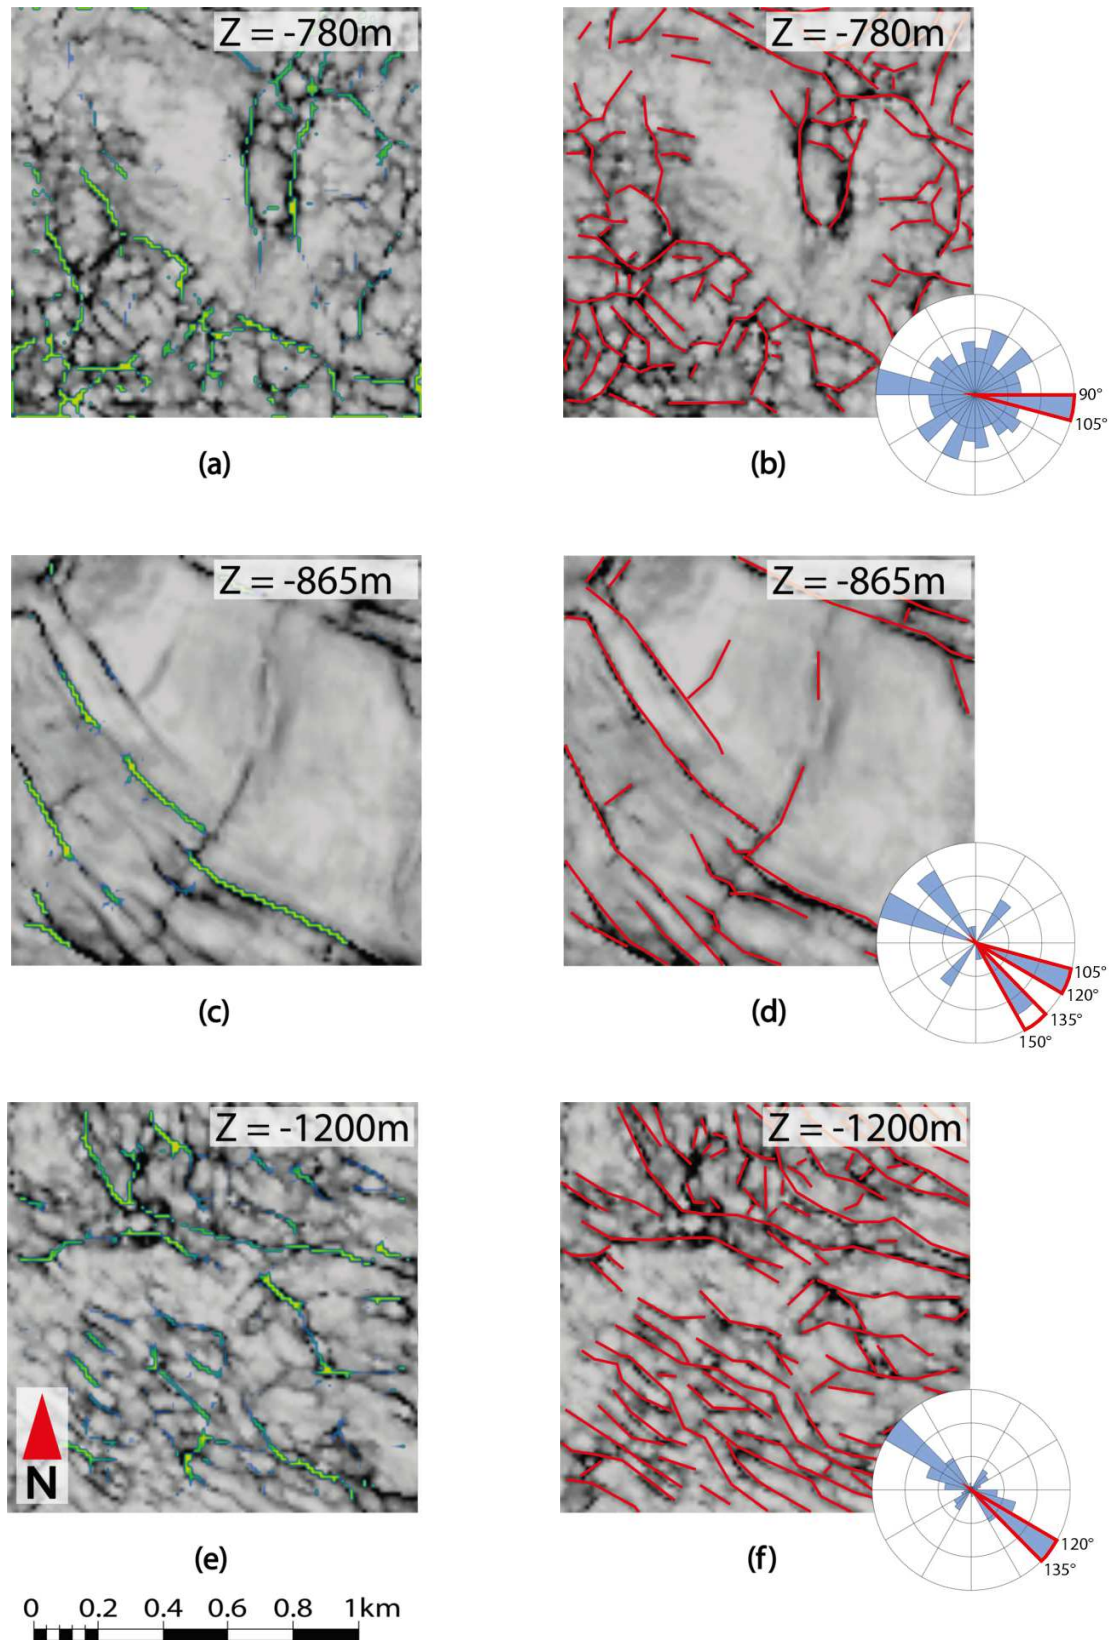 Z = -780m
Z = -780m
90°
105°
(a)
(b)
Z = -865m
Z = -865m
105°
120°
135°
150°
(c)
(d)
Z = -1200m
Z = -1200m
N
120°
135°
(e)
(f)
0 0.2 0.4 0.6 0.8 1km